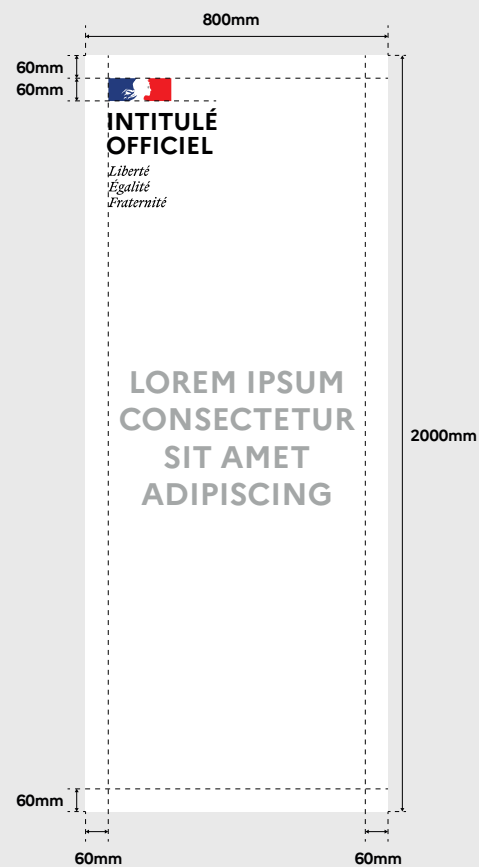 800mm
60mm
60mm
INTITULÉ
OFFICIEL
Liberté
Égalité
Fraternité
LOREM IPSUM
CONSECTETUR
SIT AMET
ADIPISCING
2000mm
60mm
60mm
60mm